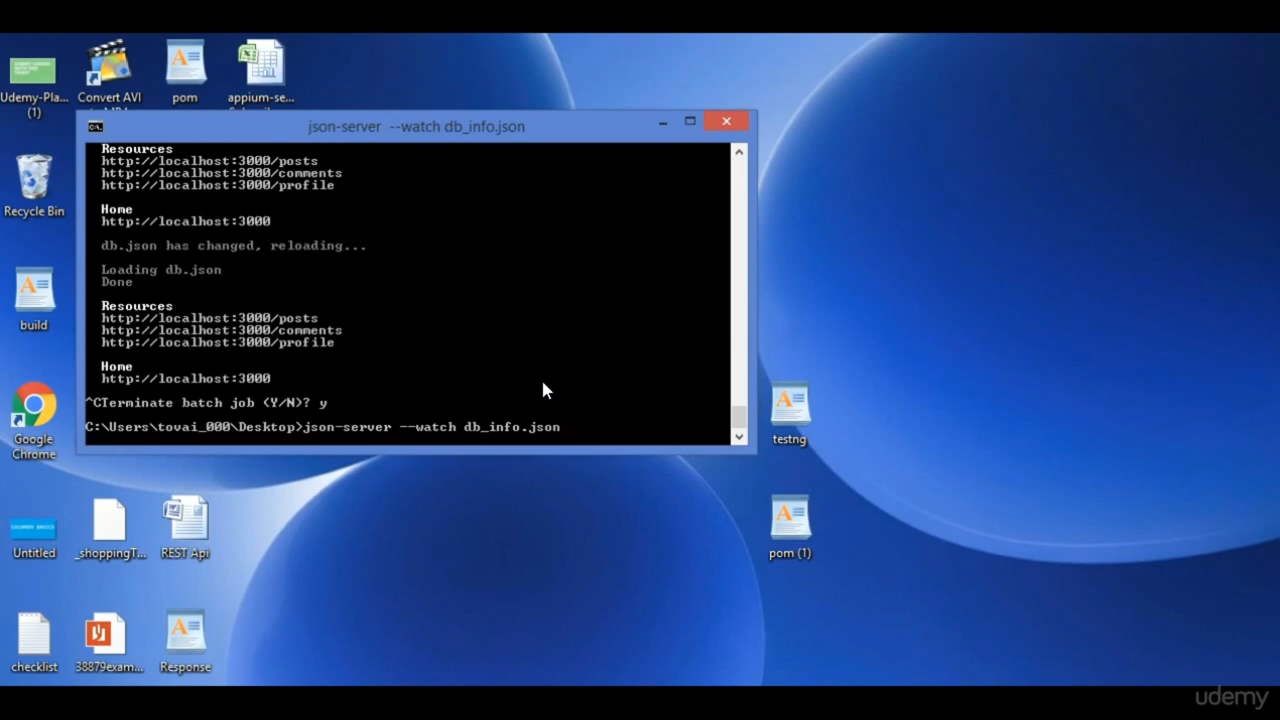 Udemy-Pla...
(1)
Convert AVI
pom
appium-se...
json-server --watch db_info.json
Resources
http://localhost:3000/posts
http://localhost:3000/comments
http://localhost:3000/profile
Home
http://localhost:3000
db.json has changed, reloading...
Loading db.json
Done
Resources
http://localhost:3000/posts
http://localhost:3000/comments
http://localhost:3000/profile
Home
http://localhost:3000
^CTerminate batch job (Y/N)? y
C:\Users\tovai_000\Desktop>json-server --watch db_info.json
Recycle Bin
build
Google
Chrome
testng
Untitled
_shoppingT...
REST Api
pom (1)
checklist
38879exam...
Response
udemy